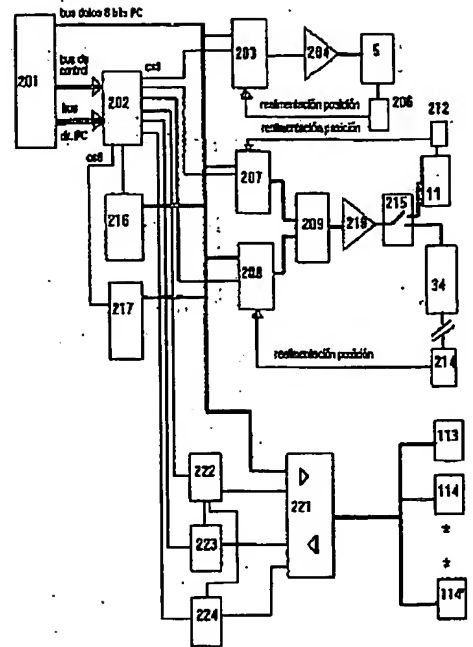 bus datos 8 bits PC
201
bus de
control
bus
dir. PC
202
cs1
cs8
203
204
5
206
realimentación posición
realimentación posición
212
207
11
215
209
216
208
34
217
realimentación posición
214
113
222
221
114
223
224
114'